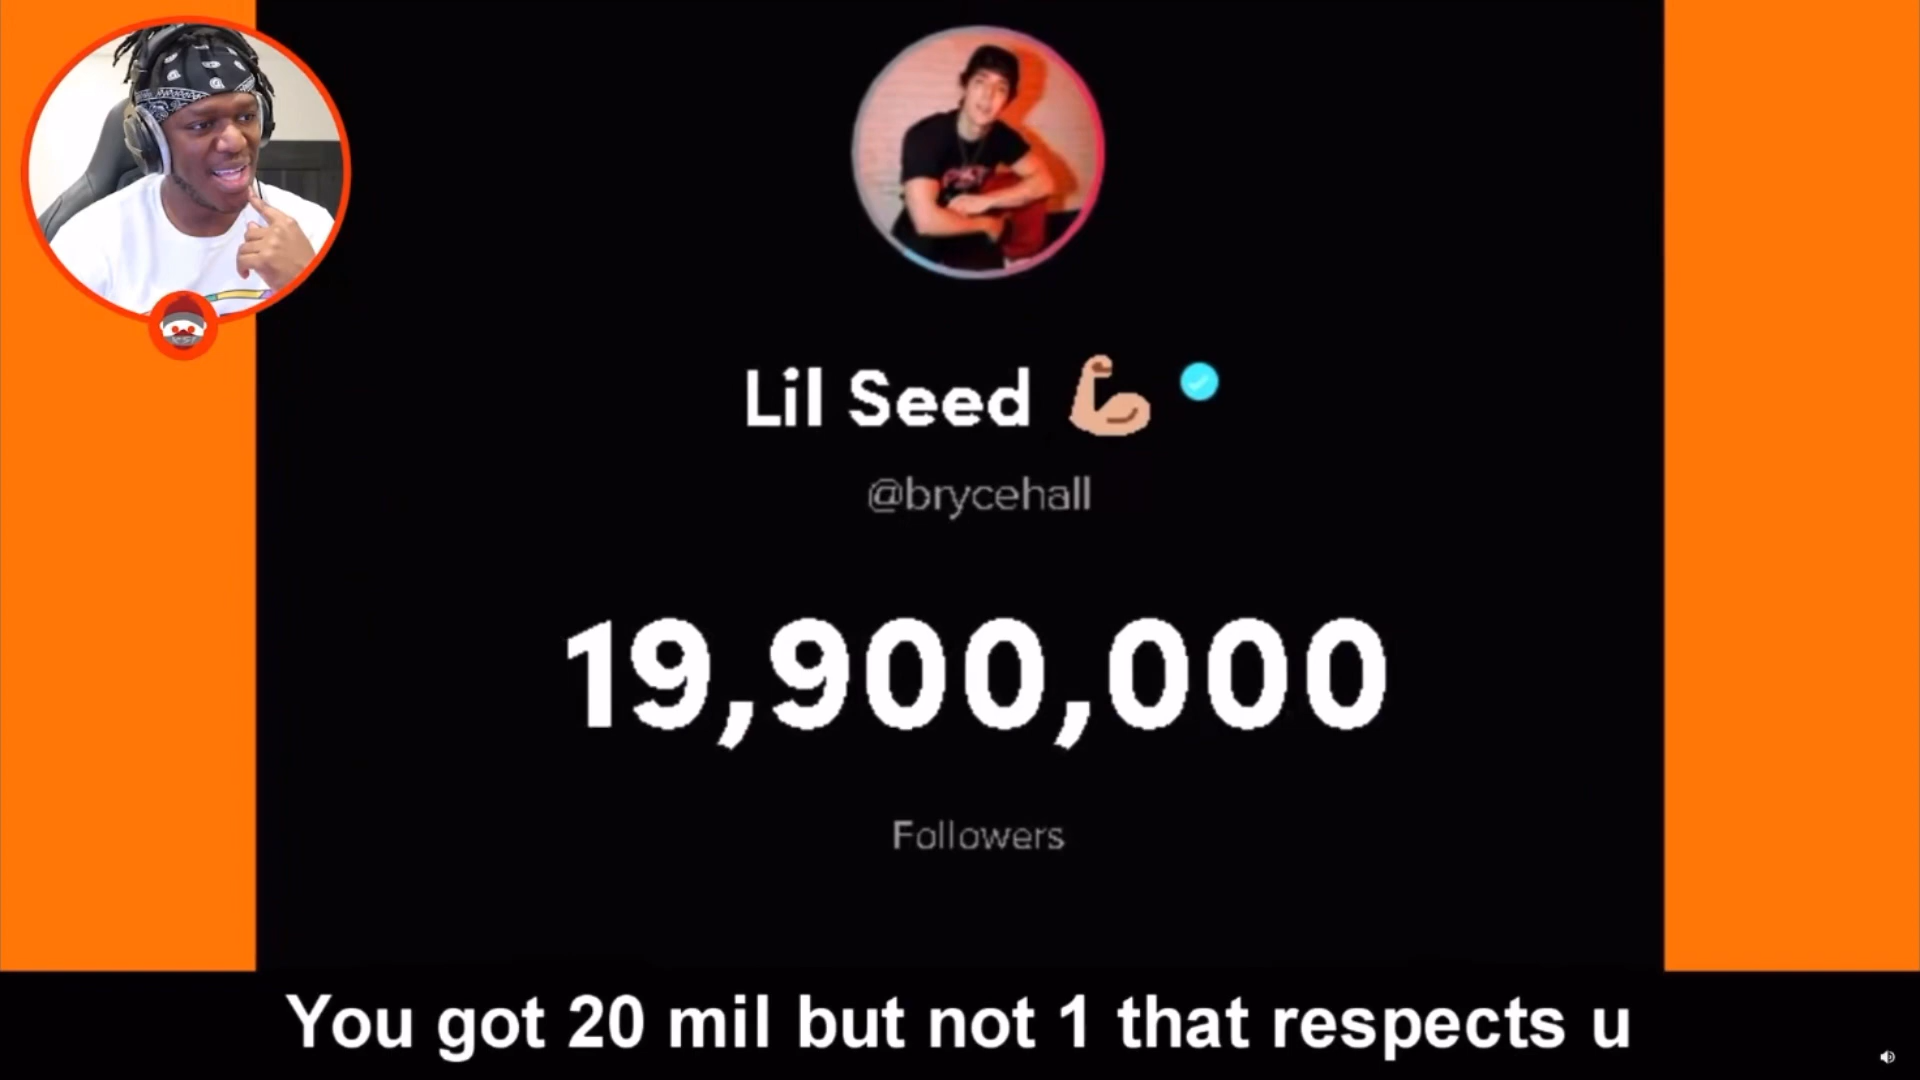 Lil Seed 💪
@brycehall
19,900,000
Followers
You got 20 mil but not 1 that respects u